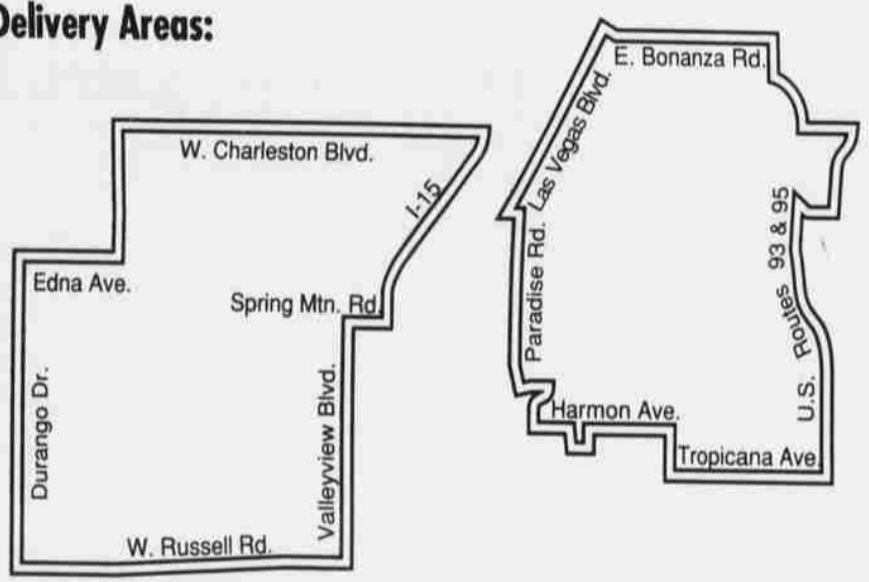 Delivery Areas:
W. Charleston Blvd.
I-15
Edna Ave.
Spring Mtn. Rd.
Durango Dr.
Valleyview Blvd.
W. Russell Rd.
E. Bonanza Rd.
Las Vegas Blvd.
Paradise Rd.
U.S. Routes 93 & 95
Harmon Ave.
Tropicana Ave.